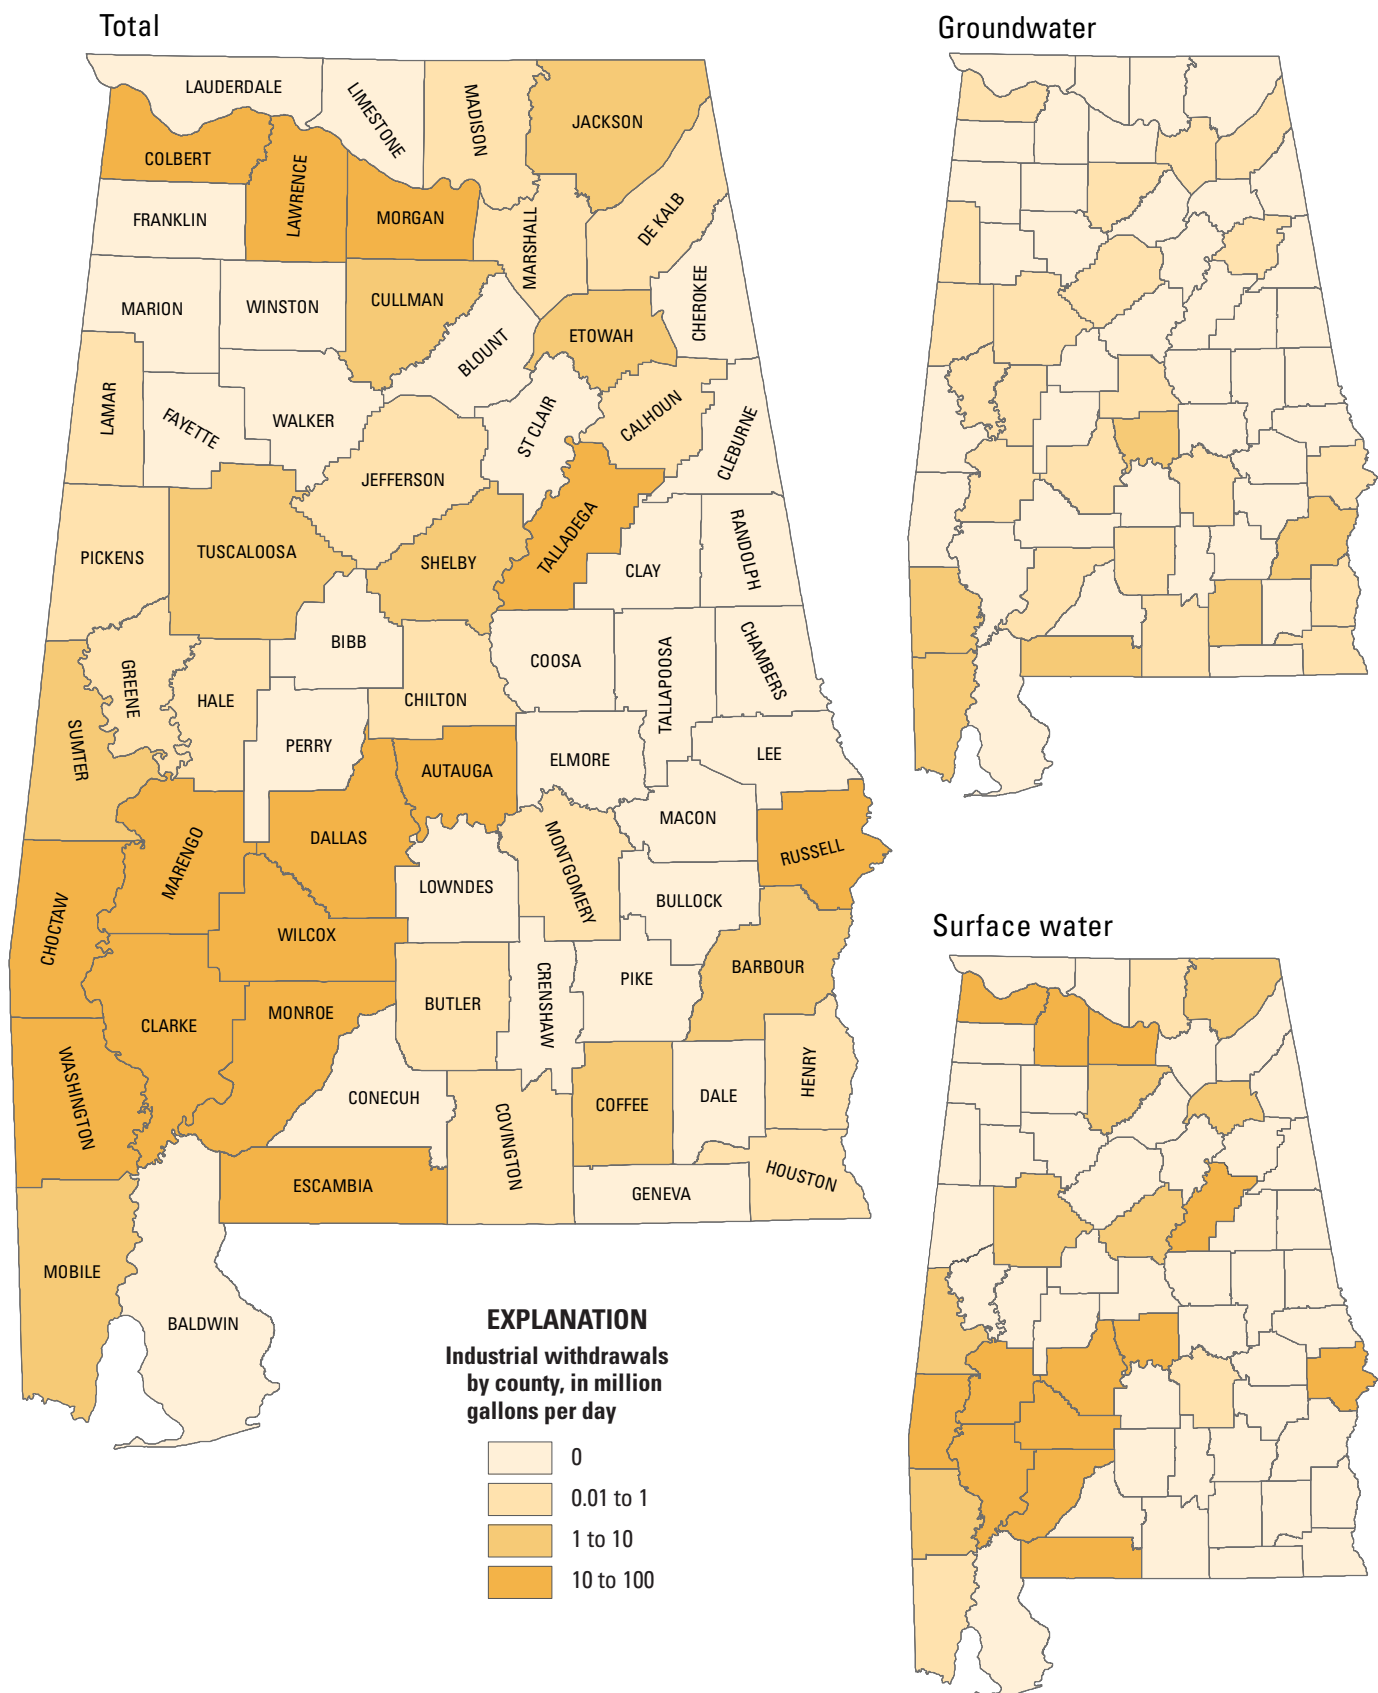 Total
Groundwater
LAUDERDALE
LIMESTONE
MADISON
JACKSON
COLBERT
LAWRENCE
MORGAN
FRANKLIN
MARSHALL
DE KALB
CHEROKEE
MARION
WINSTON
CULLMAN
BLOUNT
ETOWAH
LAMAR
FAYETTE
WALKER
ST CLAIR
CALHOUN
CLEBURNE
JEFFERSON
PICKENS
TUSCALOOSA
SHELBY
TALLADEGA
CLAY
RANDOLPH
BIBB
COOSA
TALLAPOOSA
CHAMBERS
GREENE
HALE
CHILTON
SUMTER
PERRY
AUTAUGA
ELMORE
LEE
MACON
MARENGO
DALLAS
MONTGOMERY
RUSSELL
LOWNDES
BULLOCK
CHOCTAW
WILCOX
Surface water
BARBOUR
PIKE
CRENSHAW
BUTLER
MONROE
CLARKE
WASHINGTON
CONECUH
COVINGTON
COFFEE
DALE
HENRY
ESCAMBIA
GENEVA
HOUSTON
MOBILE
BALDWIN
EXPLANATION
Industrial withdrawals
by county, in million
gallons per day
0
0.01 to 1
1 to 10
10 to 100